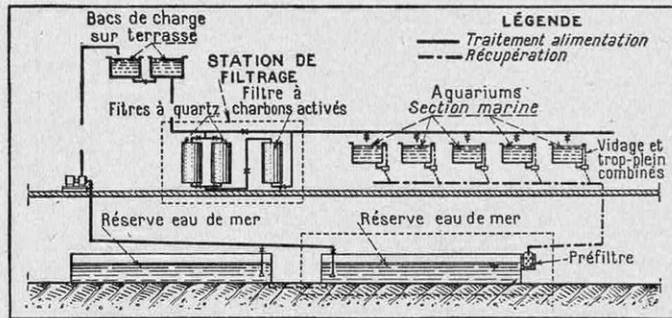 Bacs de charge
sur terrasse
STATION DE
FILTRAGE
Filtre à
Fitres à quartz charbons activés
LÉGENDE
Traitement alimentation
Récupération
Aquariums
Section marine
Vidage et
trop-plein
combinés
Réserve eau de mer
Réserve eau de mer
Préfiltre